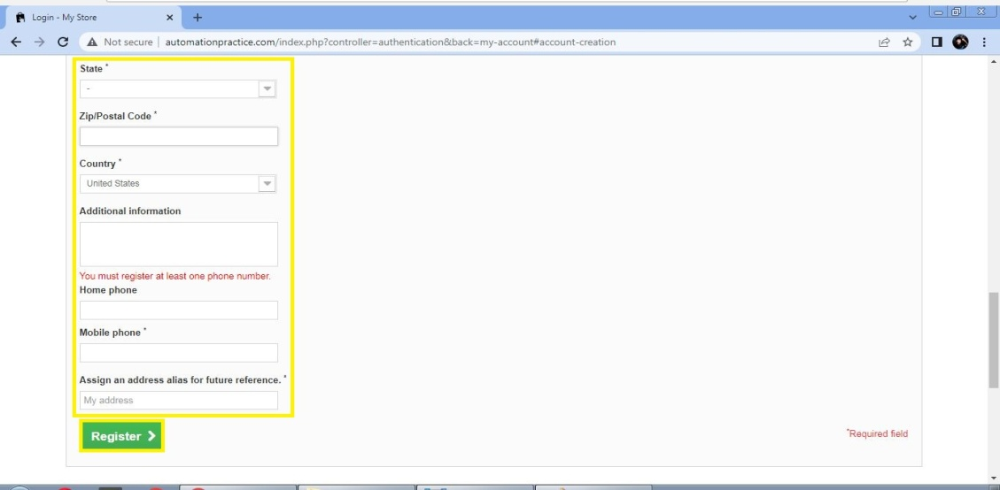 Login - My Store
Not secure | automationpractice.com/index.php?controller=authentication&back=my-account#account-creation
State *
-
Zip/Postal Code *
Country *
United States
Additional information
You must register at least one phone number.
Home phone
Mobile phone *
Assign an address alias for future reference. *
My address
Register
*Required field